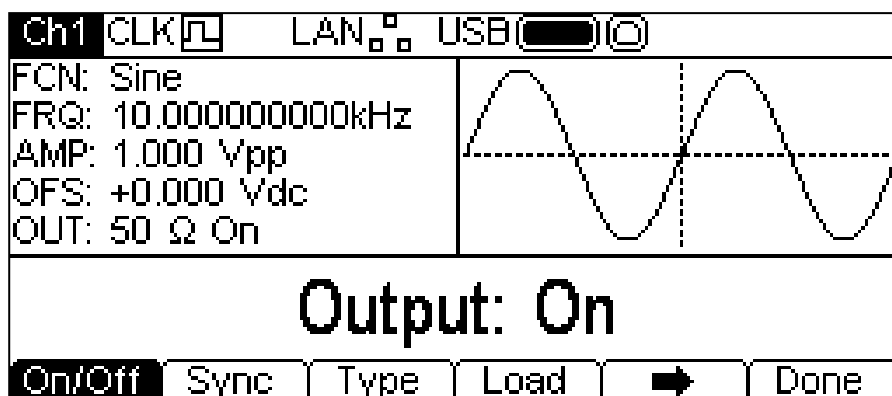 Ch1 CLK LAN USB
FCN: Sine
FRQ: 10.000000000kHz
AMP: 1.000 Vpp
OFS: +0.000 Vdc
OUT: 50 Ω On
Output: On
On/Off Sync Type Load ➡ Done